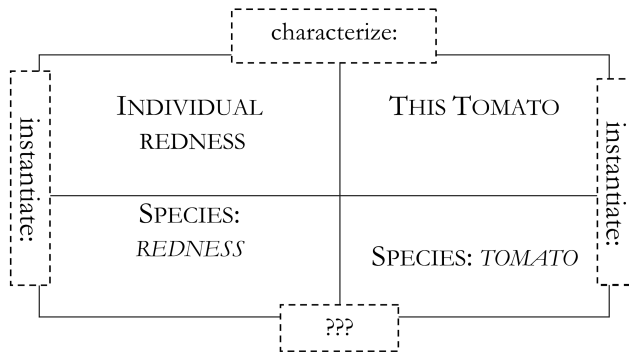 characterize:
INDIVIDUAL
REDNESS
THIS TOMATO
instantiate:
instantiate:
SPECIES:
REDNESS
SPECIES: TOMATO
???